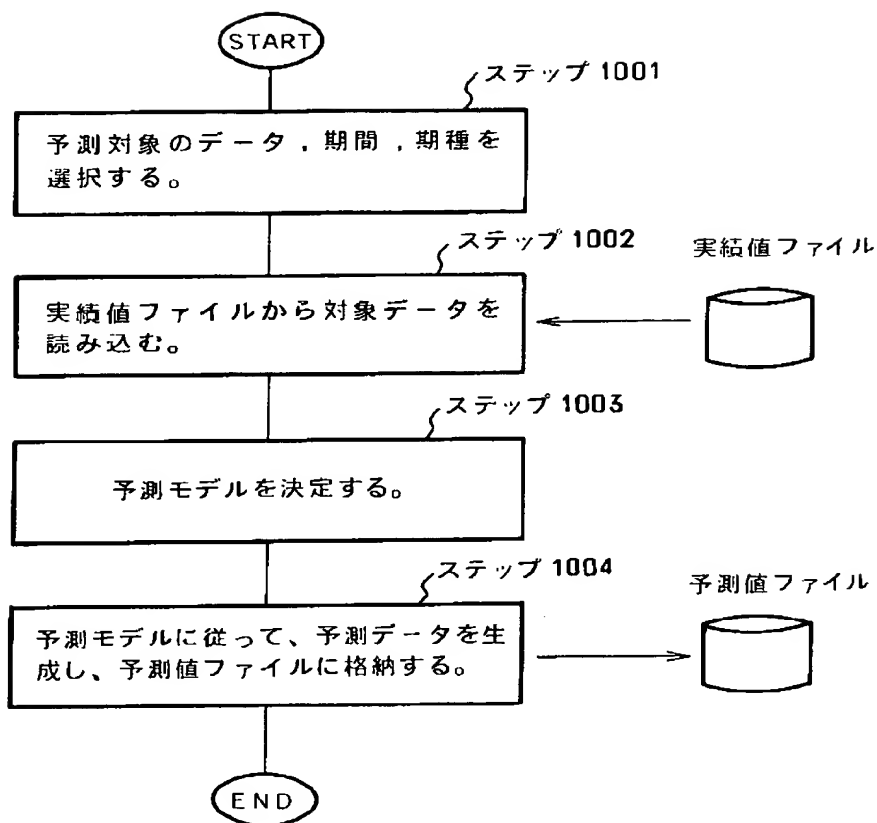 START
ステップ 1001
予測対象のデータ，期間，期種を
選択する。
ステップ 1002
実績値ファイル
実績値ファイルから対象データを
読み込む。
ステップ 1003
予測モデルを決定する。
ステップ 1004
予測値ファイル
予測モデルに従って、予測データを生
成し、予測値ファイルに格納する。
END